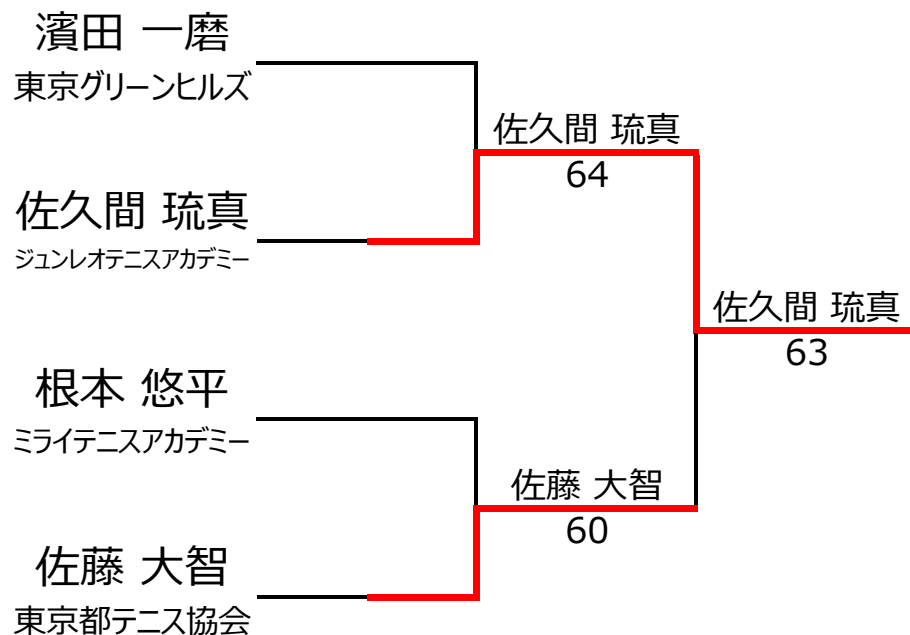 濱田 一磨
東京グリーンヒルズ
佐久間 琉真
64
佐久間 琉真
ジュンレオテニスアカデミー
佐久間 琉真
63
根本 悠平
ミライテニスアカデミー
佐藤 大智
60
佐藤 大智
東京都テニス協会